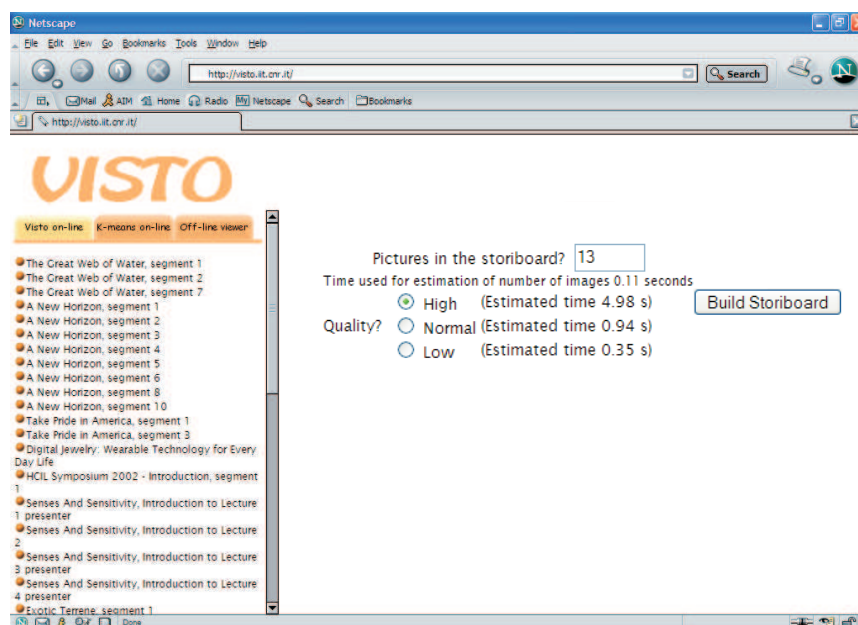 Netscape
File Edit View Go Bookmarks Tools Window Help
http://visto.iit.cnr.it/
Search
Mail AIM Home Radio My Netscape Search Bookmarks
http://visto.iit.cnr.it/
VISTO
Visto on-line K-means on-line Off-line viewer
The Great Web of Water, segment 1
The Great Web of Water, segment 2
The Great Web of Water, segment 7
A New Horizon, segment 1
A New Horizon, segment 2
A New Horizon, segment 3
A New Horizon, segment 4
A New Horizon, segment 5
A New Horizon, segment 6
A New Horizon, segment 8
A New Horizon, segment 10
Take Pride in America, segment 1
Take Pride in America, segment 3
Digital Jewelry: Wearable Technology for Every
Day Life
HCIL Symposium 2002 - Introduction, segment
1
Senses And Sensitivity, Introduction to Lecture
1 presenter
Senses And Sensitivity, Introduction to Lecture
2
Senses And Sensitivity, Introduction to Lecture
3 presenter
Senses And Sensitivity, Introduction to Lecture
4 presenter
Exotic Terrene, segment 1
Pictures in the storiboard? 13
Time used for estimation of number of images 0.11 seconds
High (Estimated time 4.98 s)
Build Storiboard
Quality? Normal (Estimated time 0.94 s)
Low (Estimated time 0.35 s)
Done